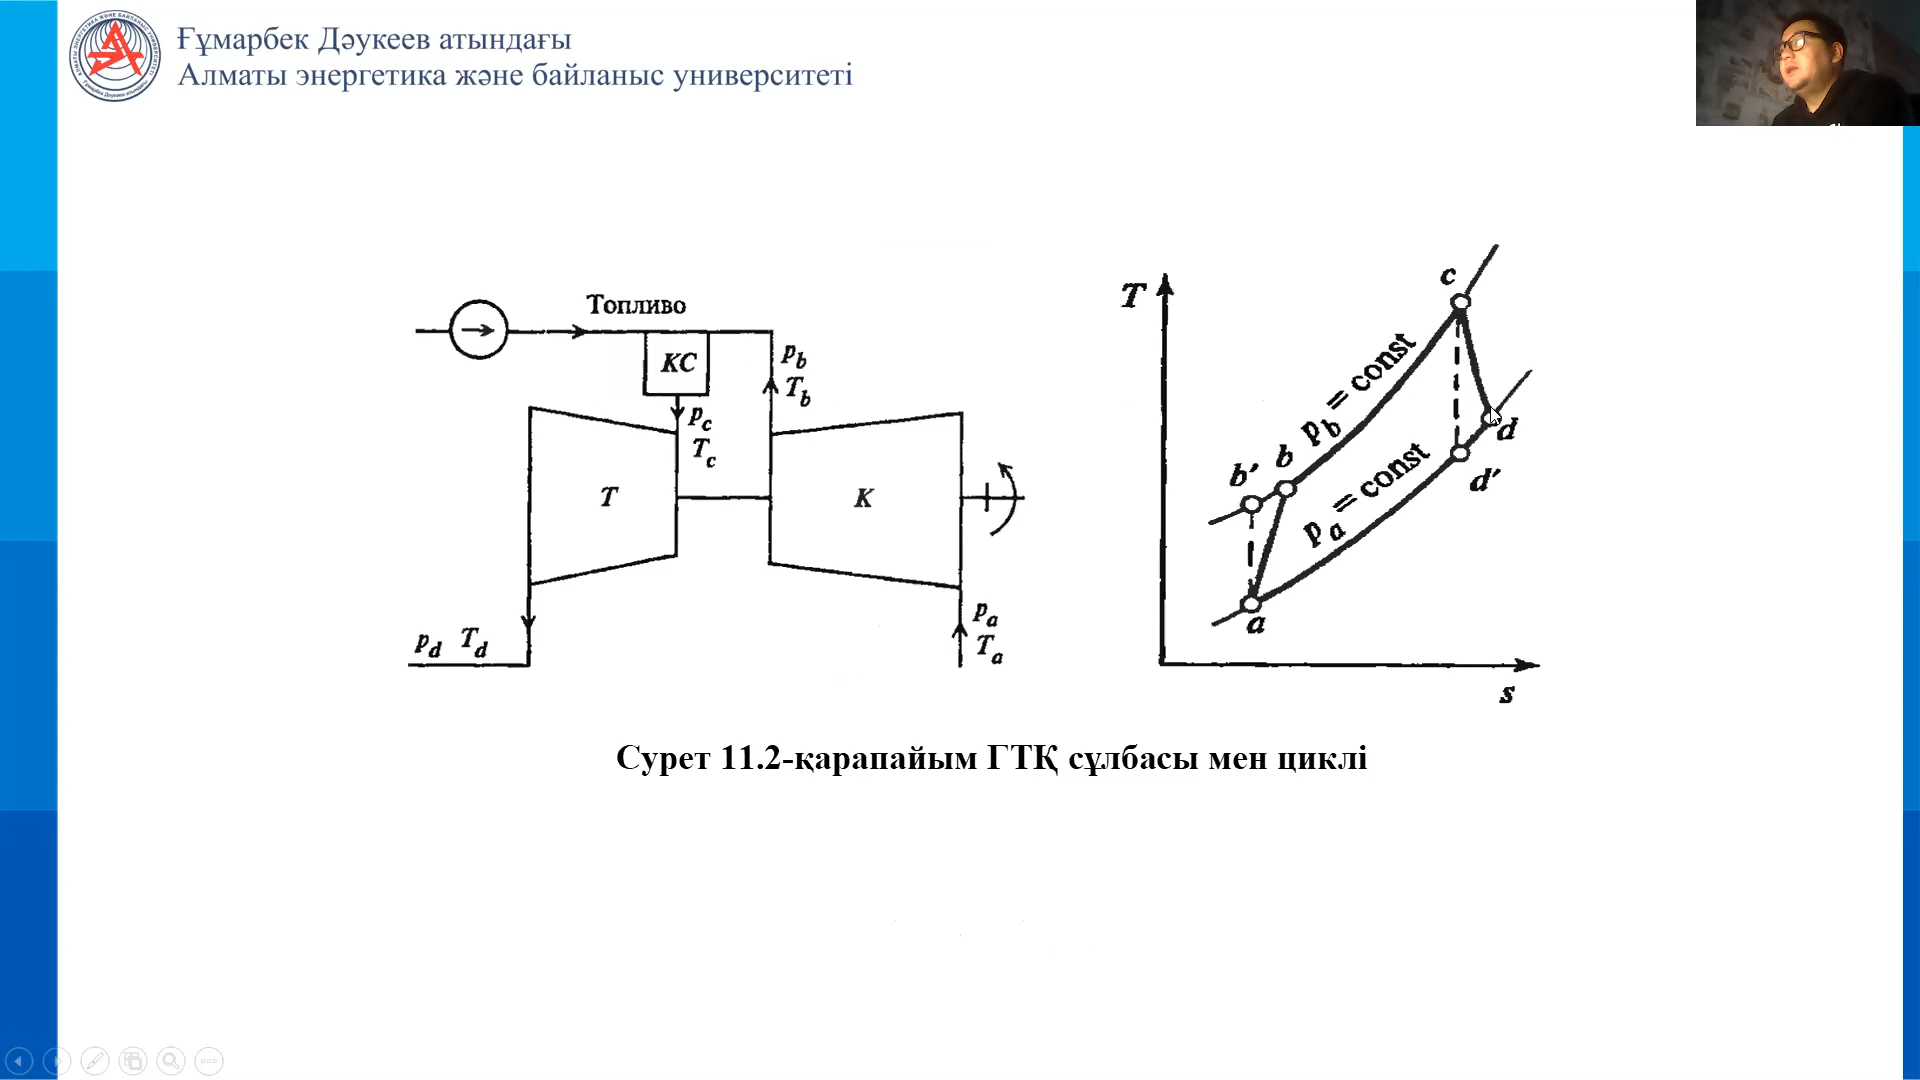 Ғұмарбек Дәукеев атындағы
Алматы энергетика және байланыс университеті
Топливо
КС
p_b
T_b
p_c
T_c
T
K
p_d T_d
p_a
T_a
T
c
p_b = const
b′ b
d
d′
p_a = const
a
s
Сурет 11.2-қарапайым ГТҚ сұлбасы мен циклі